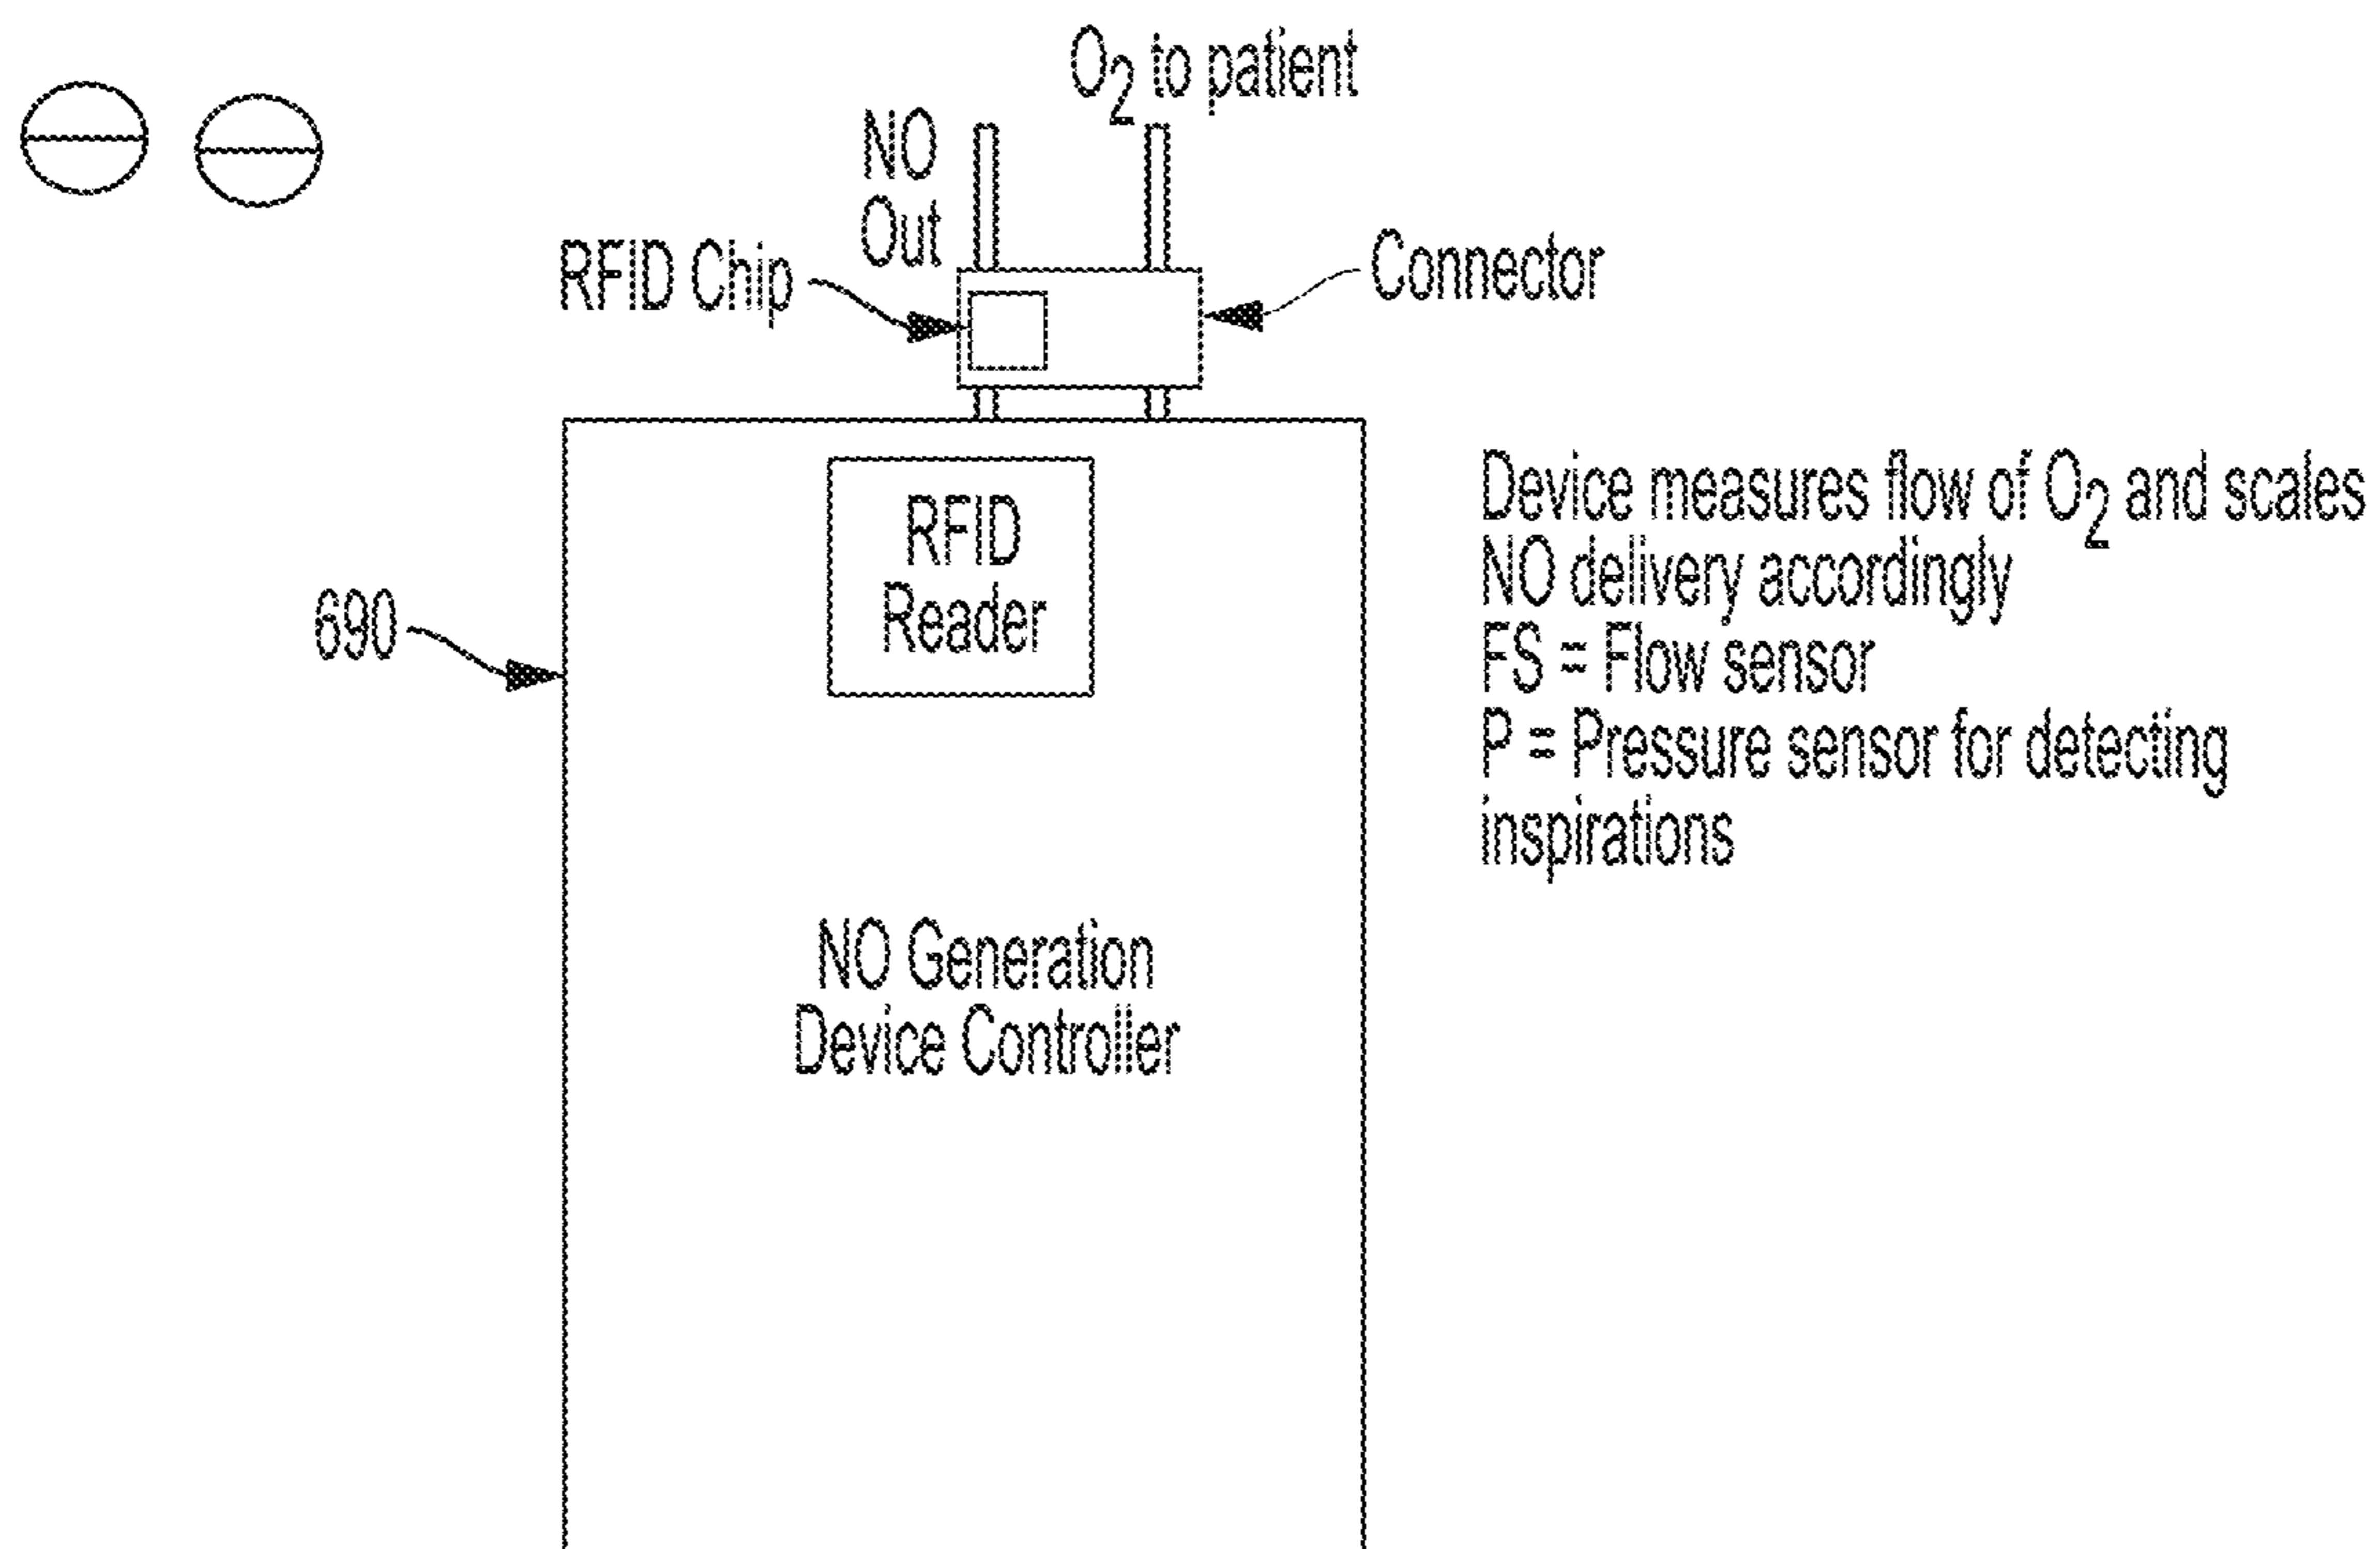 O2 to patient
NO
Out
RFID Chip
Connector
RFID
Reader
690
Device measures flow of O2 and scales
NO delivery accordingly
FS = Flow sensor
P = Pressure sensor for detecting
inspirations
NO Generation
Device Controller